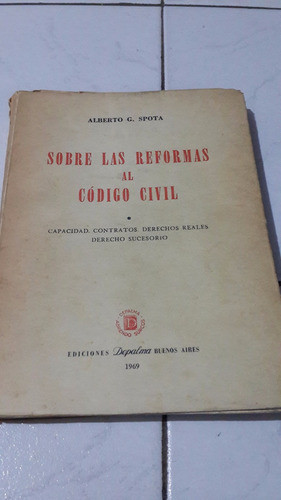 ALBERTO G. SPOTA
SOBRE LAS REFORMAS
AL
CÓDIGO CIVIL
CAPACIDAD. CONTRATOS. DERECHOS REALES
DERECHO SUCESORIO
DEPALMA
EDICIONES Depalma BUENOS AIRES
1969